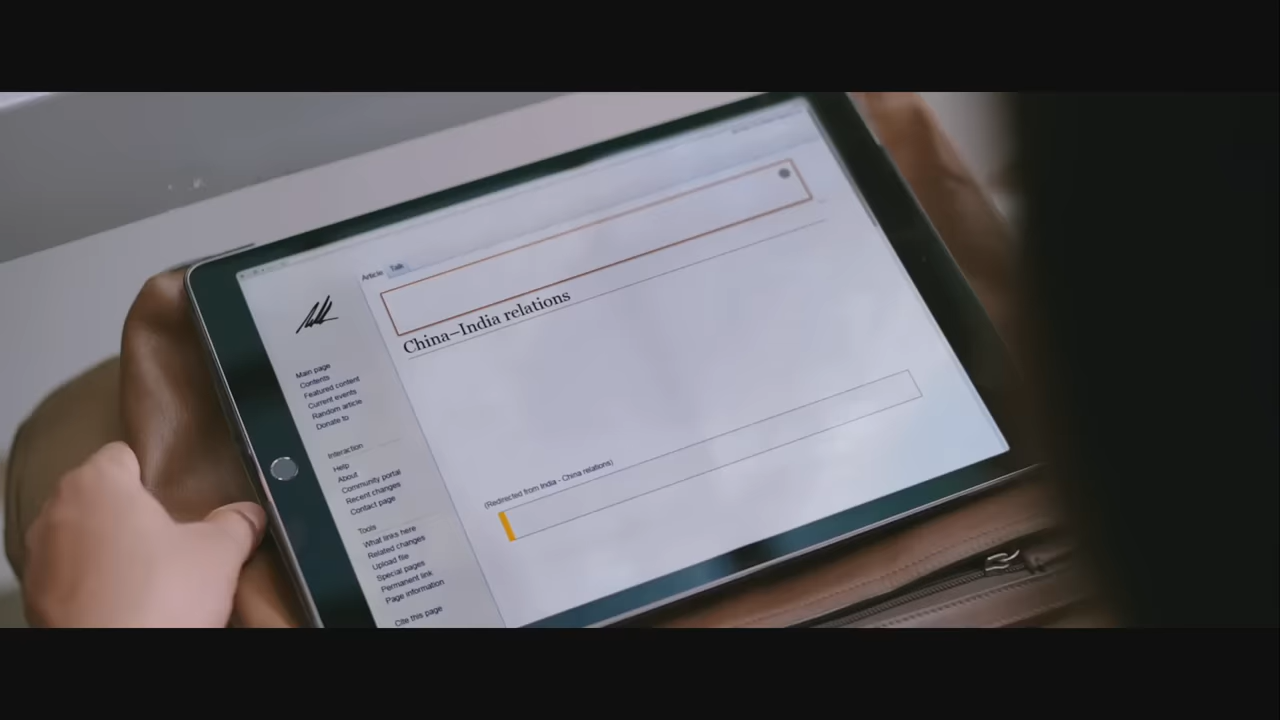 Article Talk
China–India relations
Main page
Contents
Featured content
Current events
Random article
Donate to
Interaction
Help
About
Community portal
Recent changes
Contact page
Tools
What links here
Related changes
Upload file
Special pages
Permanent link
Page information
Cite this page
(Redirected from India - China relations)